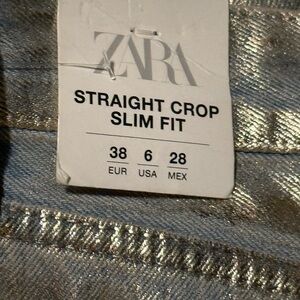 ZARA
STRAIGHT CROP
SLIM FIT
38 6 28
EUR USA MEX